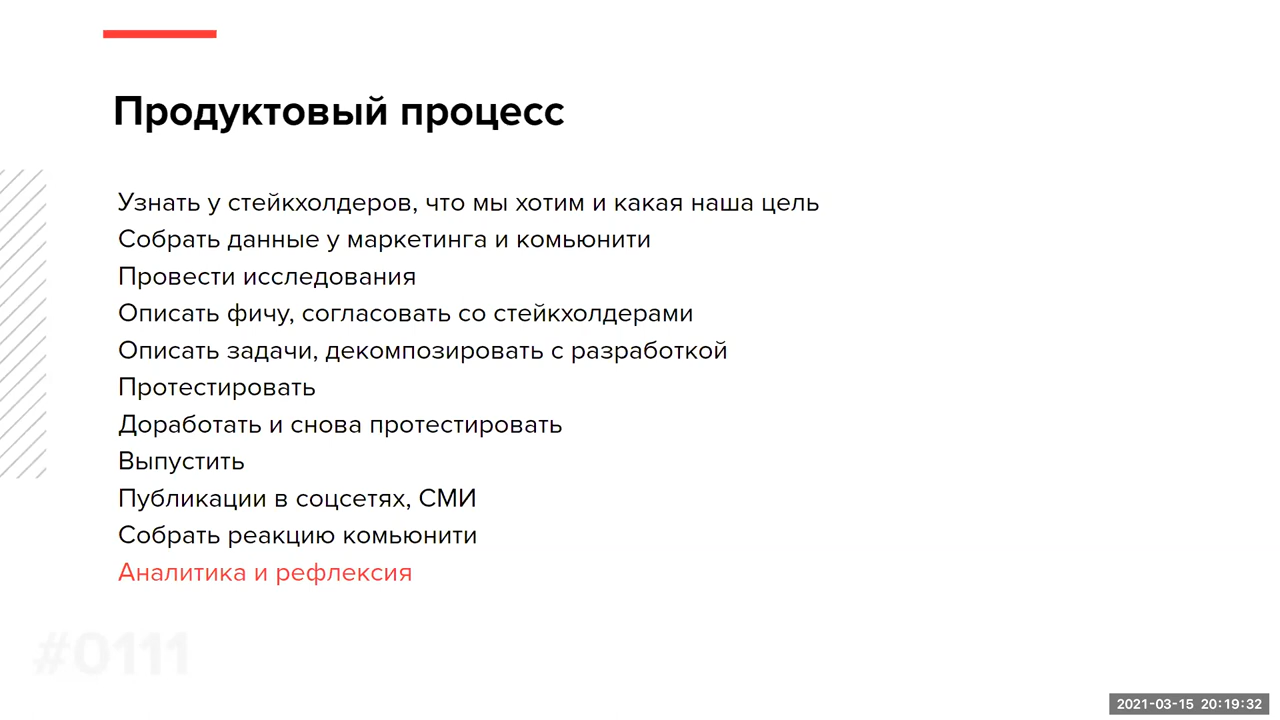 Продуктовый процесс
Узнать у стейкхолдеров, что мы хотим и какая наша цель
Собрать данные у маркетинга и комьюнити
Провести исследования
Описать фичу, согласовать со стейкхолдерами
Описать задачи, декомпозировать с разработкой
Протестировать
Доработать и снова протестировать
Выпустить
Публикации в соцсетях, СМИ
Собрать реакцию комьюнити
Аналитика и рефлексия
#0111
2021-03-15 20:19:32